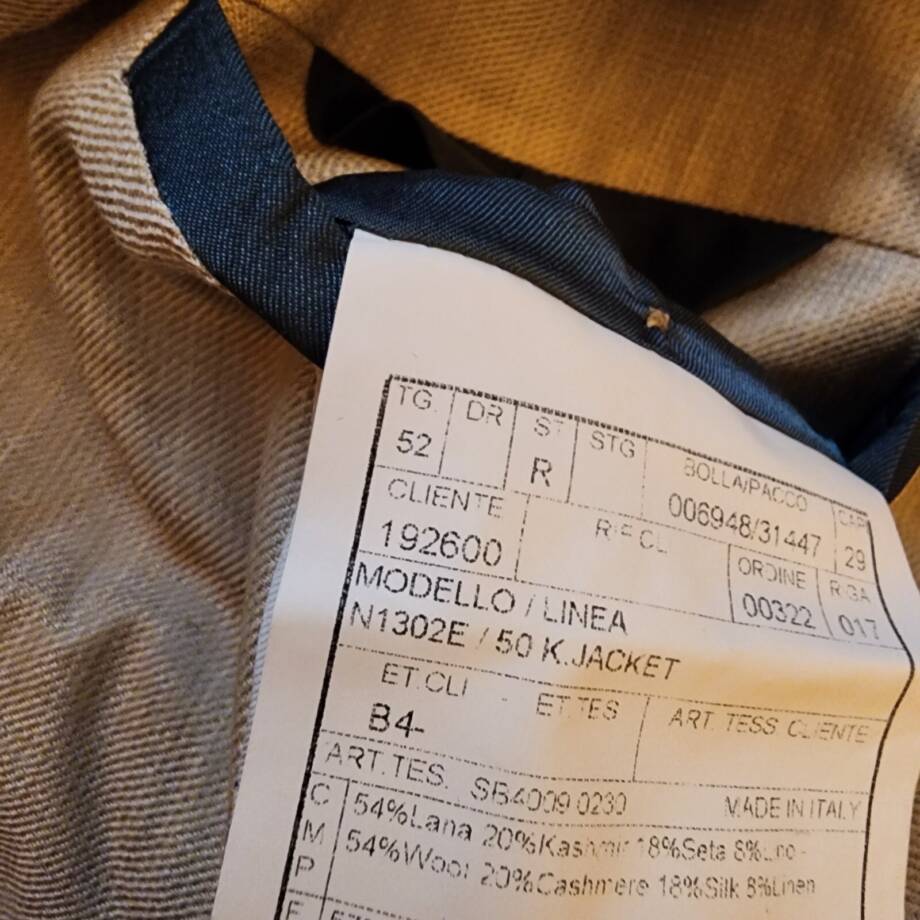 TG. DR ST STG BOLLA/PACCO CAP
52 R 006948/31447 29
CLIENTE RIF CL ORDINE RIGA
192600 00322 017
MODELLO / LINEA
N1302E / 50 K.JACKET
ET.CLI ET.TES ART. TESS. CLIENTE
B4-
ART.TES. SB4009 0230 MADE IN ITALY
C
M
P
54%Lana 20%Kashmir 18%Seta 8%Lino
54%Wool 20%Cashmere 18%Silk 8%Linen